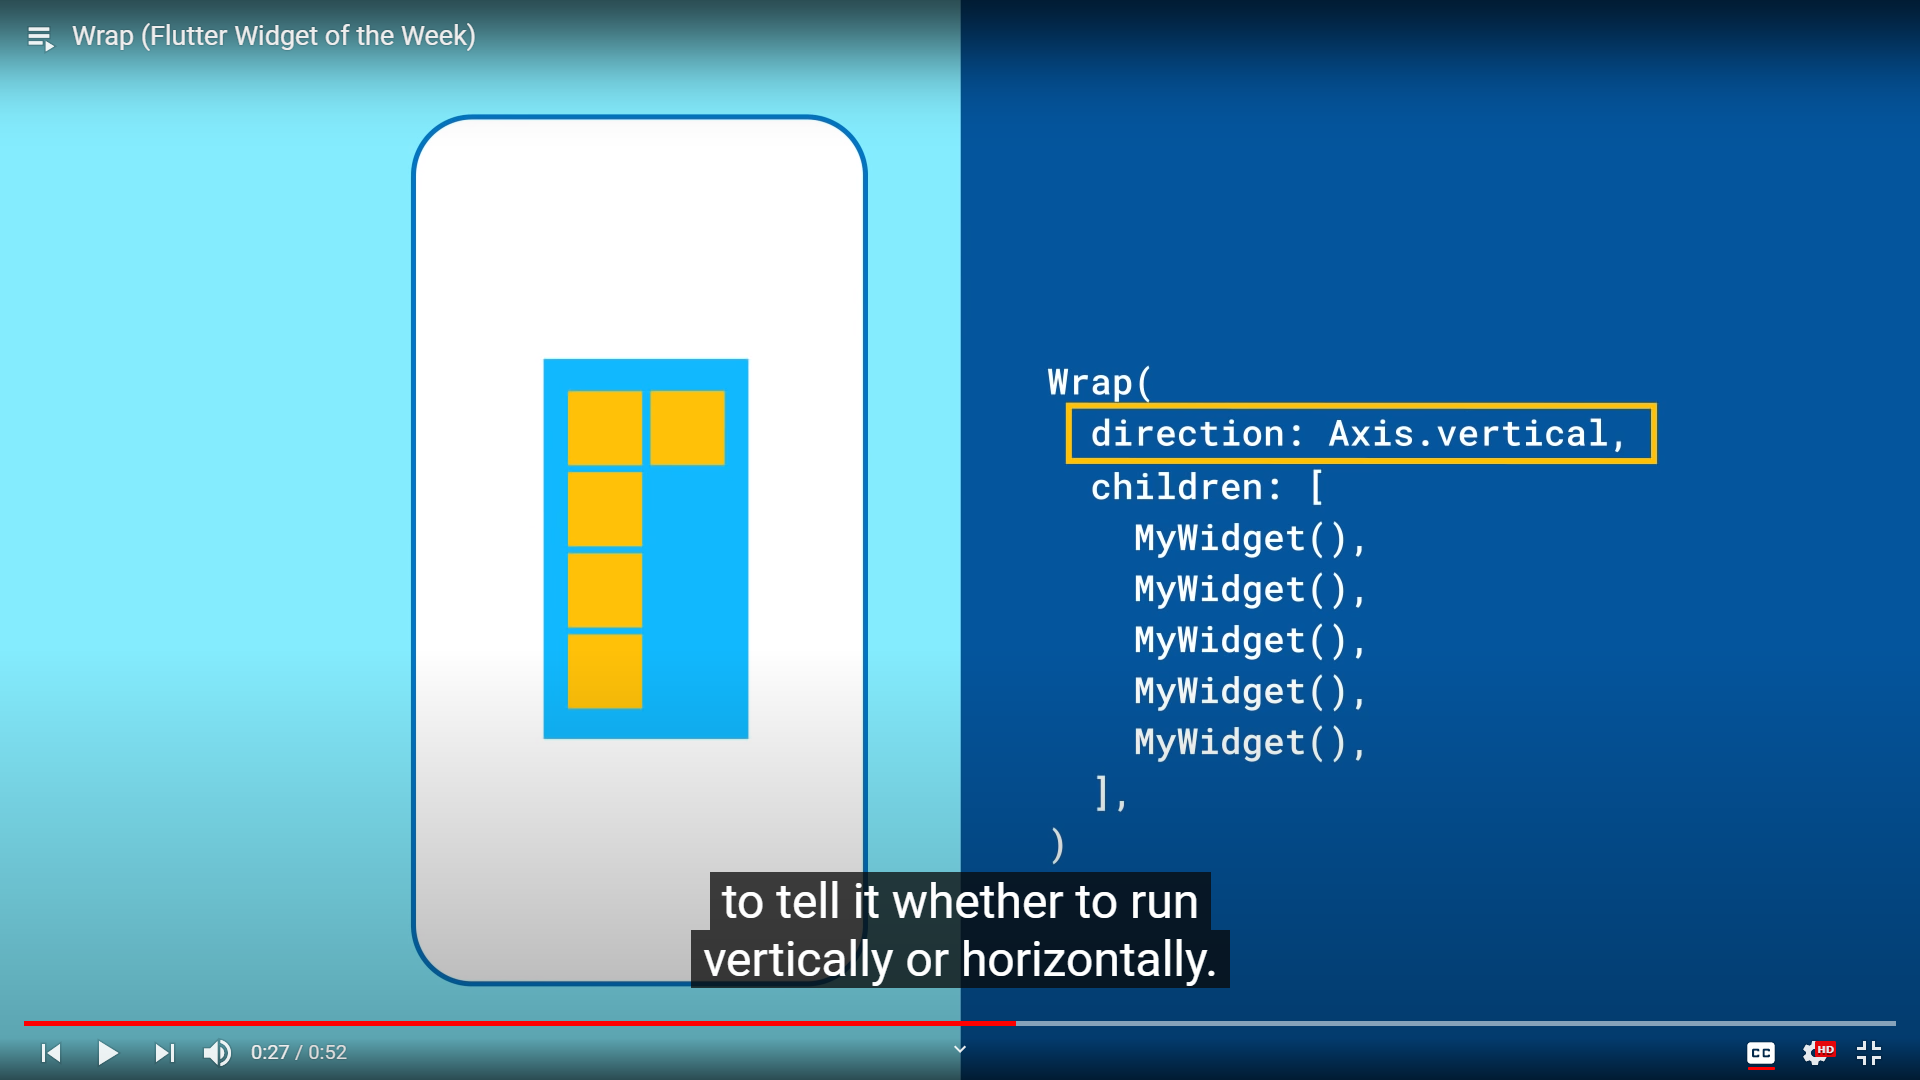 Wrap (Flutter Widget of the Week)
Wrap(
direction: Axis.vertical,
children: [
MyWidget(),
MyWidget(),
MyWidget(),
MyWidget(),
MyWidget(),
],
)
to tell it whether to run
vertically or horizontally.
0:27 / 0:52
CC
HD